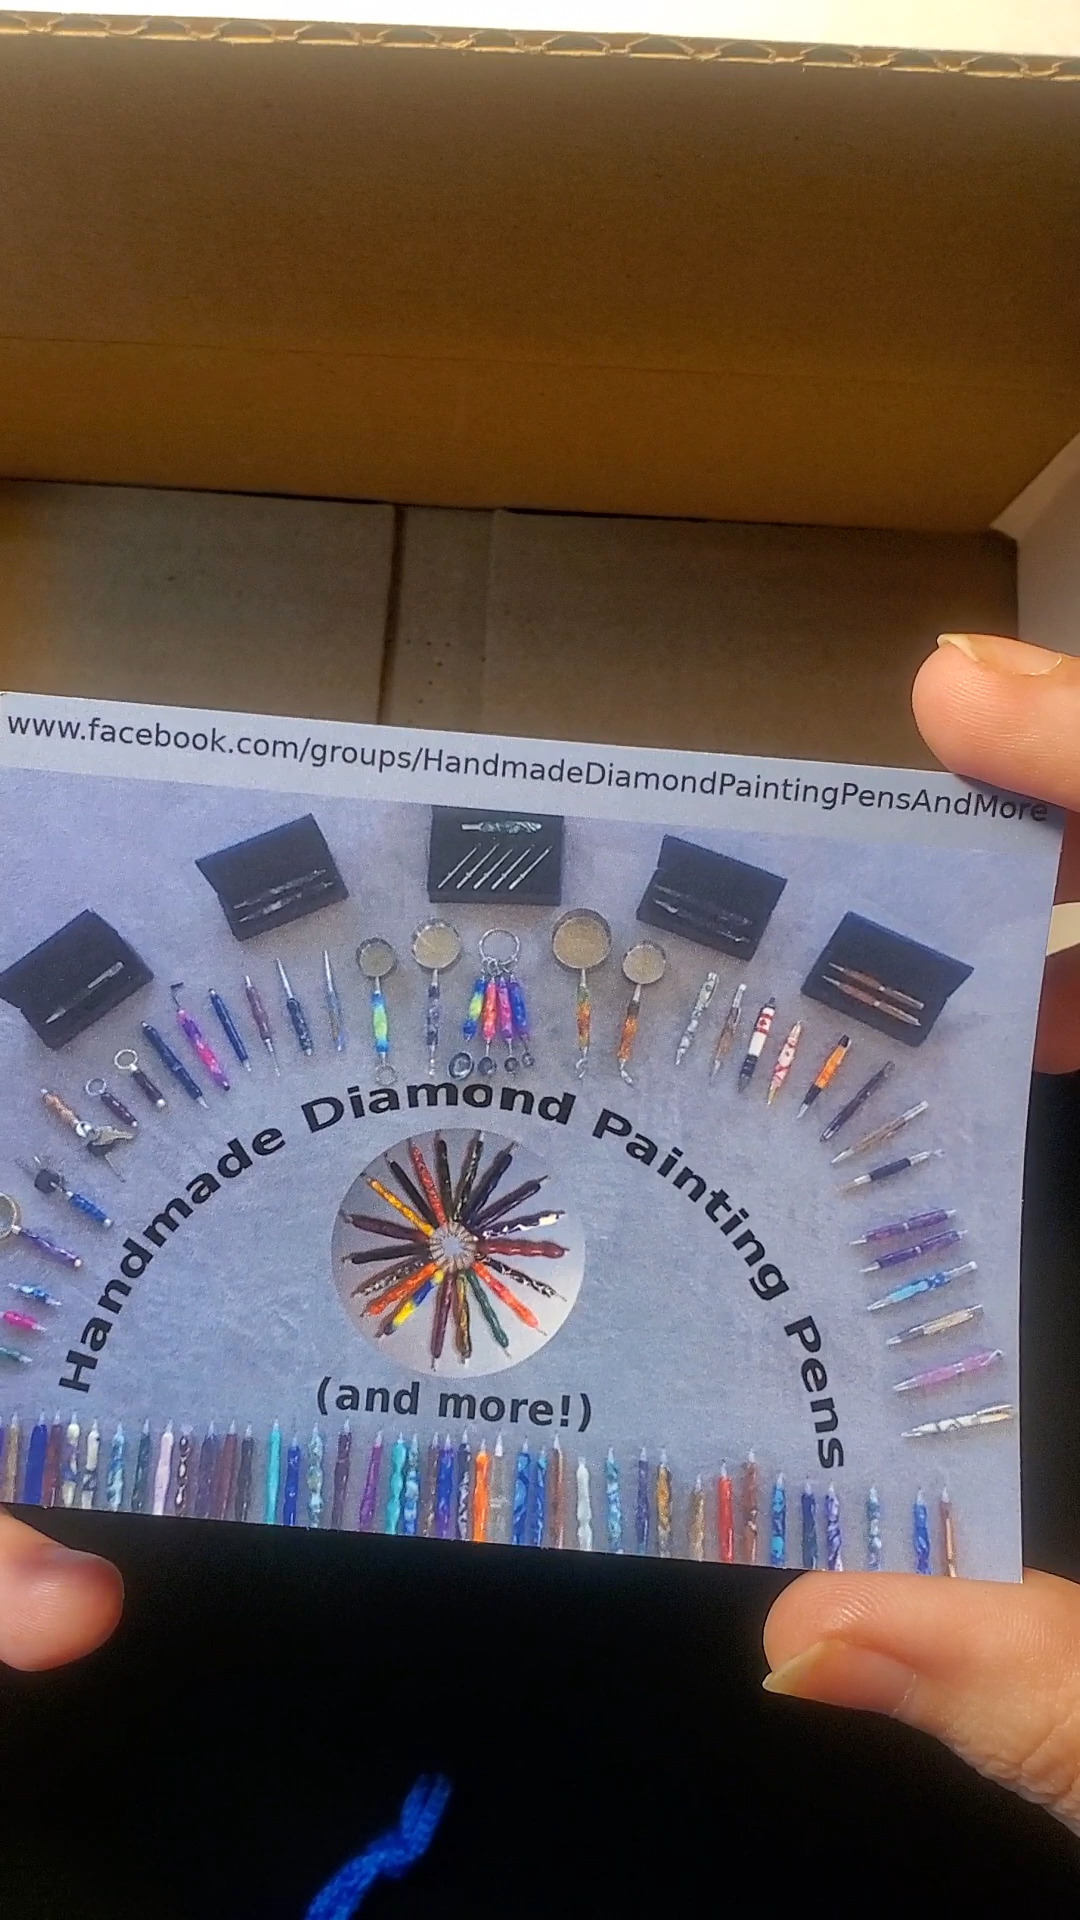 www.facebook.com/groups/HandmadeDiamondPaintingPensAndMore
Handmade Diamond Painting Pens
(and more!)